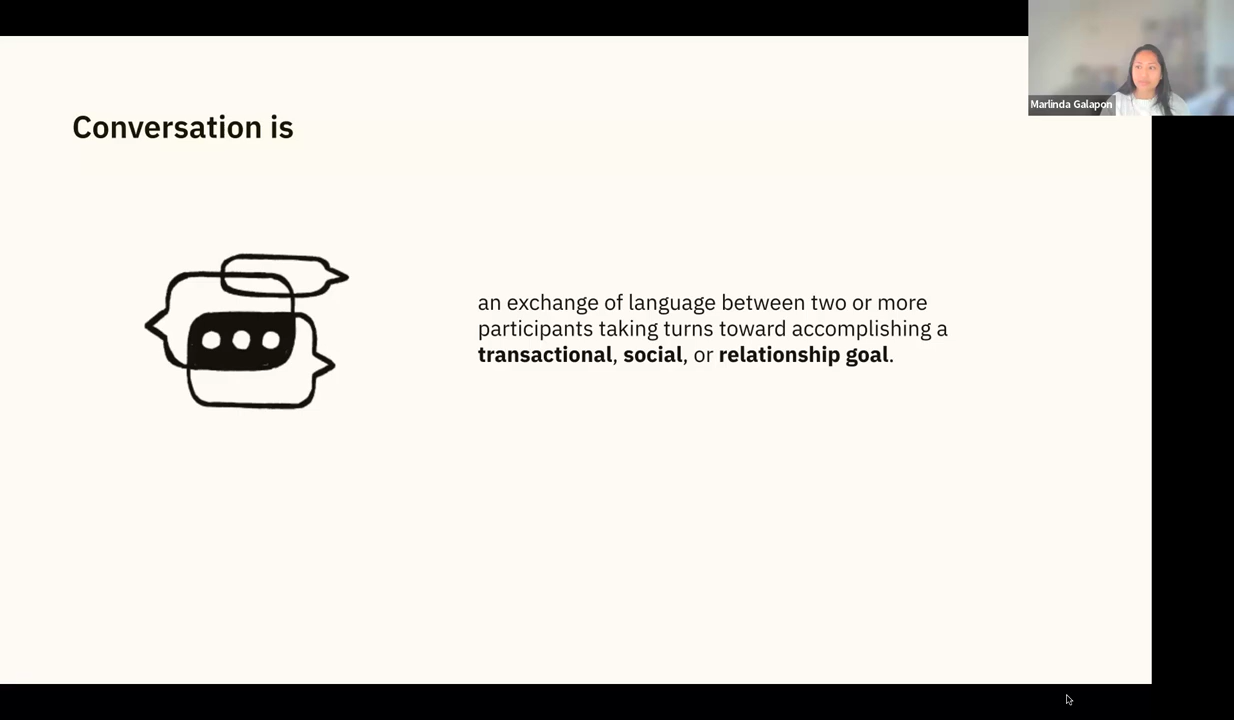 Marlinda Galapon
Conversation is
an exchange of language between two or more
participants taking turns toward accomplishing a
transactional, social, or relationship goal.